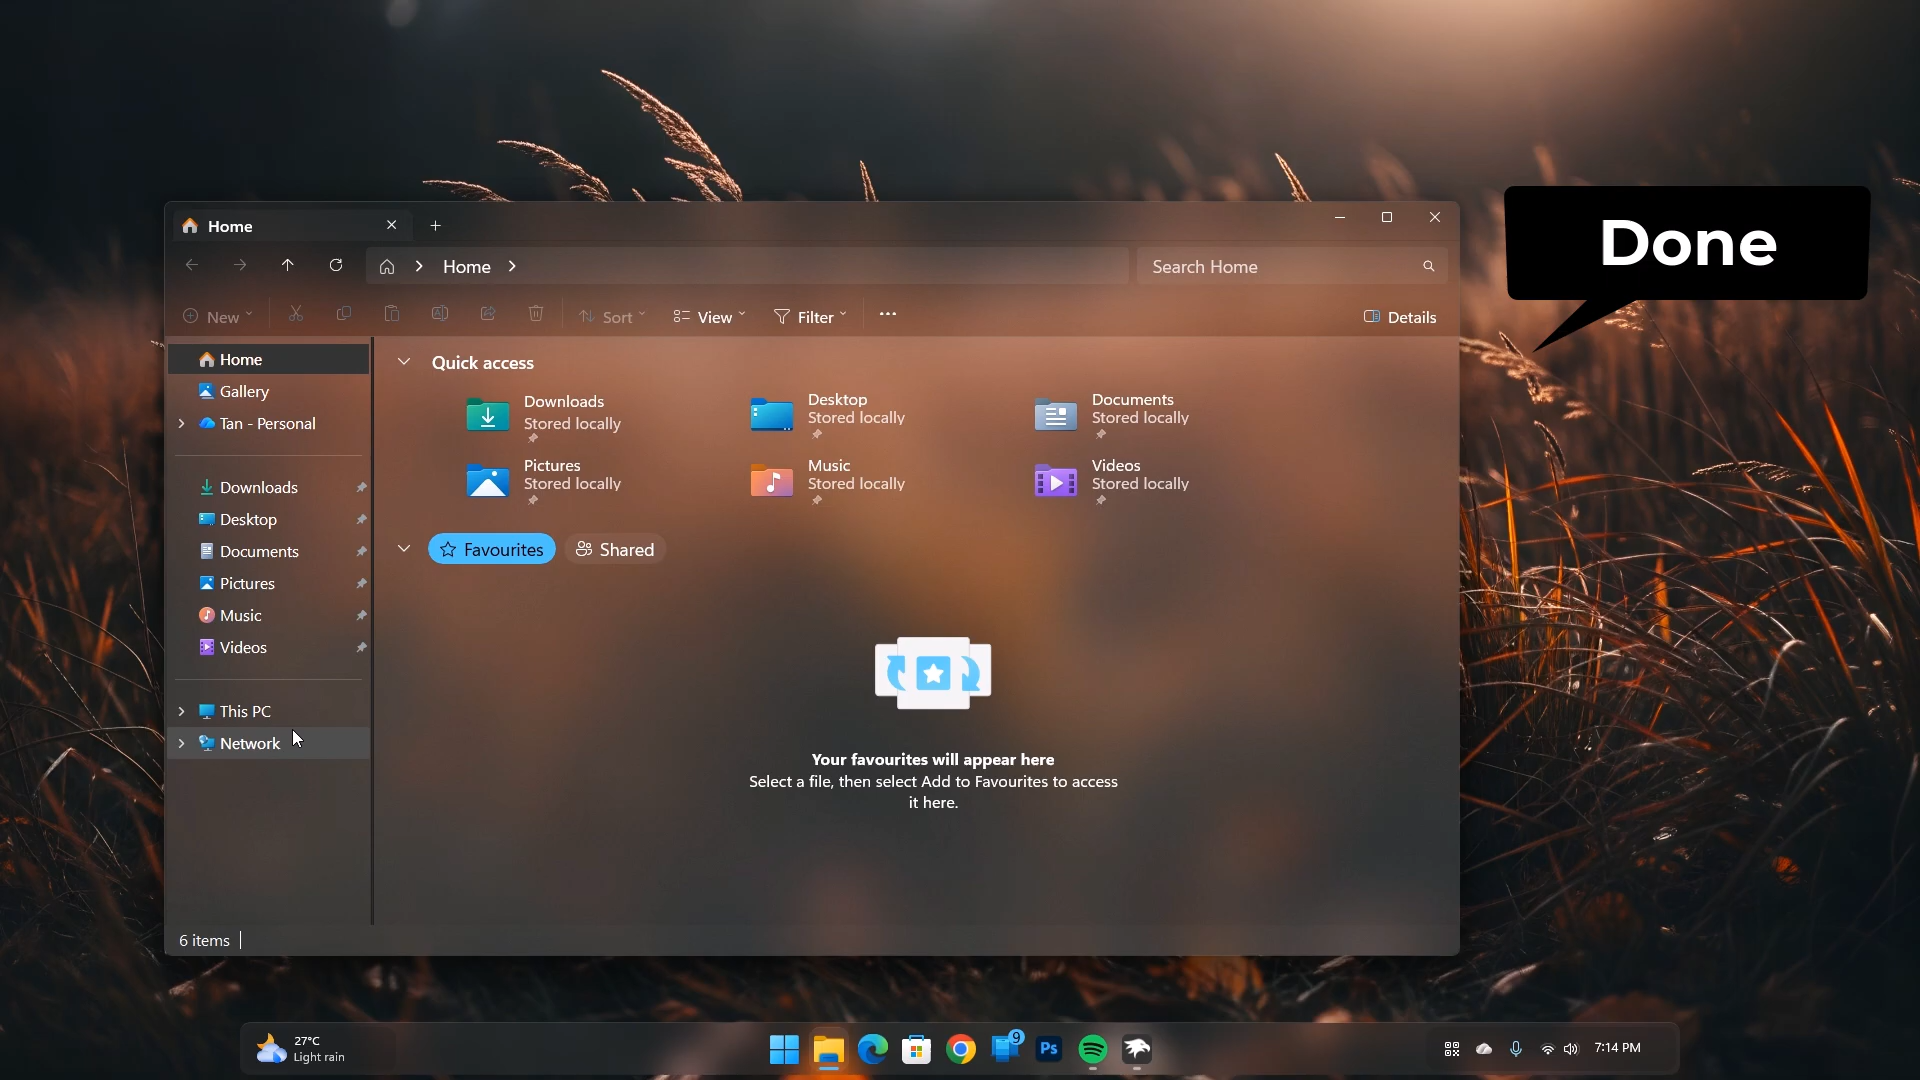 Done
Home
Home
Search Home
New
Sort
View
Filter
Details
Home
Gallery
Tan - Personal
Downloads
Desktop
Documents
Pictures
Music
Videos
This PC
Network
Quick access
Downloads
Stored locally
Desktop
Stored locally
Documents
Stored locally
Pictures
Stored locally
Music
Stored locally
Videos
Stored locally
Favourites
Shared
Your favourites will appear here
Select a file, then select Add to Favourites to access
it here.
6 items
27°C
Light rain
9
Ps
7:14 PM